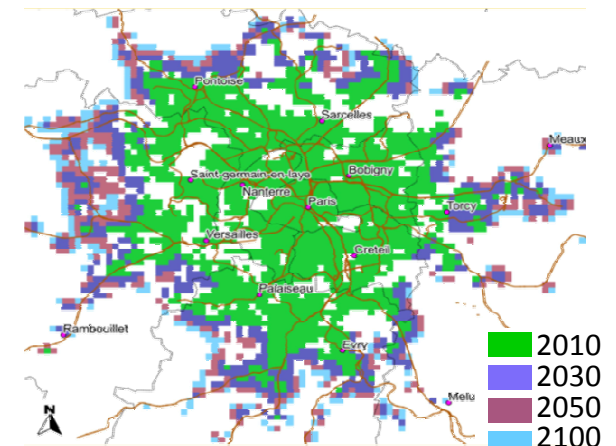 Pontoise
Sarcelles
Meaux
Saint-germain-en-laye
Bobigny
Nanterre
Paris
Torcy
Versailles
Creteil
Palaiseau
Rambouillet
Evry
Melu
N
2010
2030
2050
2100